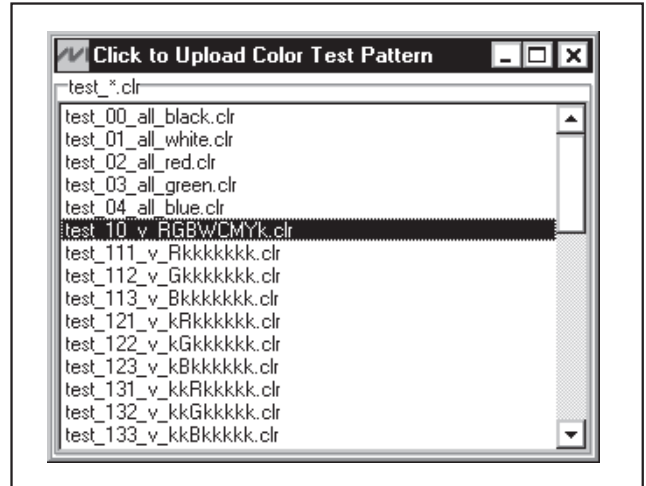 Click to Upload Color Test Pattern
test_*.clr
test_00_all_black.clr
test_01_all_white.clr
test_02_all_red.clr
test_03_all_green.clr
test_04_all_blue.clr
test_10_v_RGBWCMYk.clr
test_111_v_Rkkkkkkk.clr
test_112_v_Gkkkkkkk.clr
test_113_v_Bkkkkkkk.clr
test_121_v_kRkkkkkk.clr
test_122_v_kGkkkkkk.clr
test_123_v_kBkkkkkk.clr
test_131_v_kkRkkkkk.clr
test_132_v_kkGkkkkk.clr
test_133_v_kkBkkkkk.clr